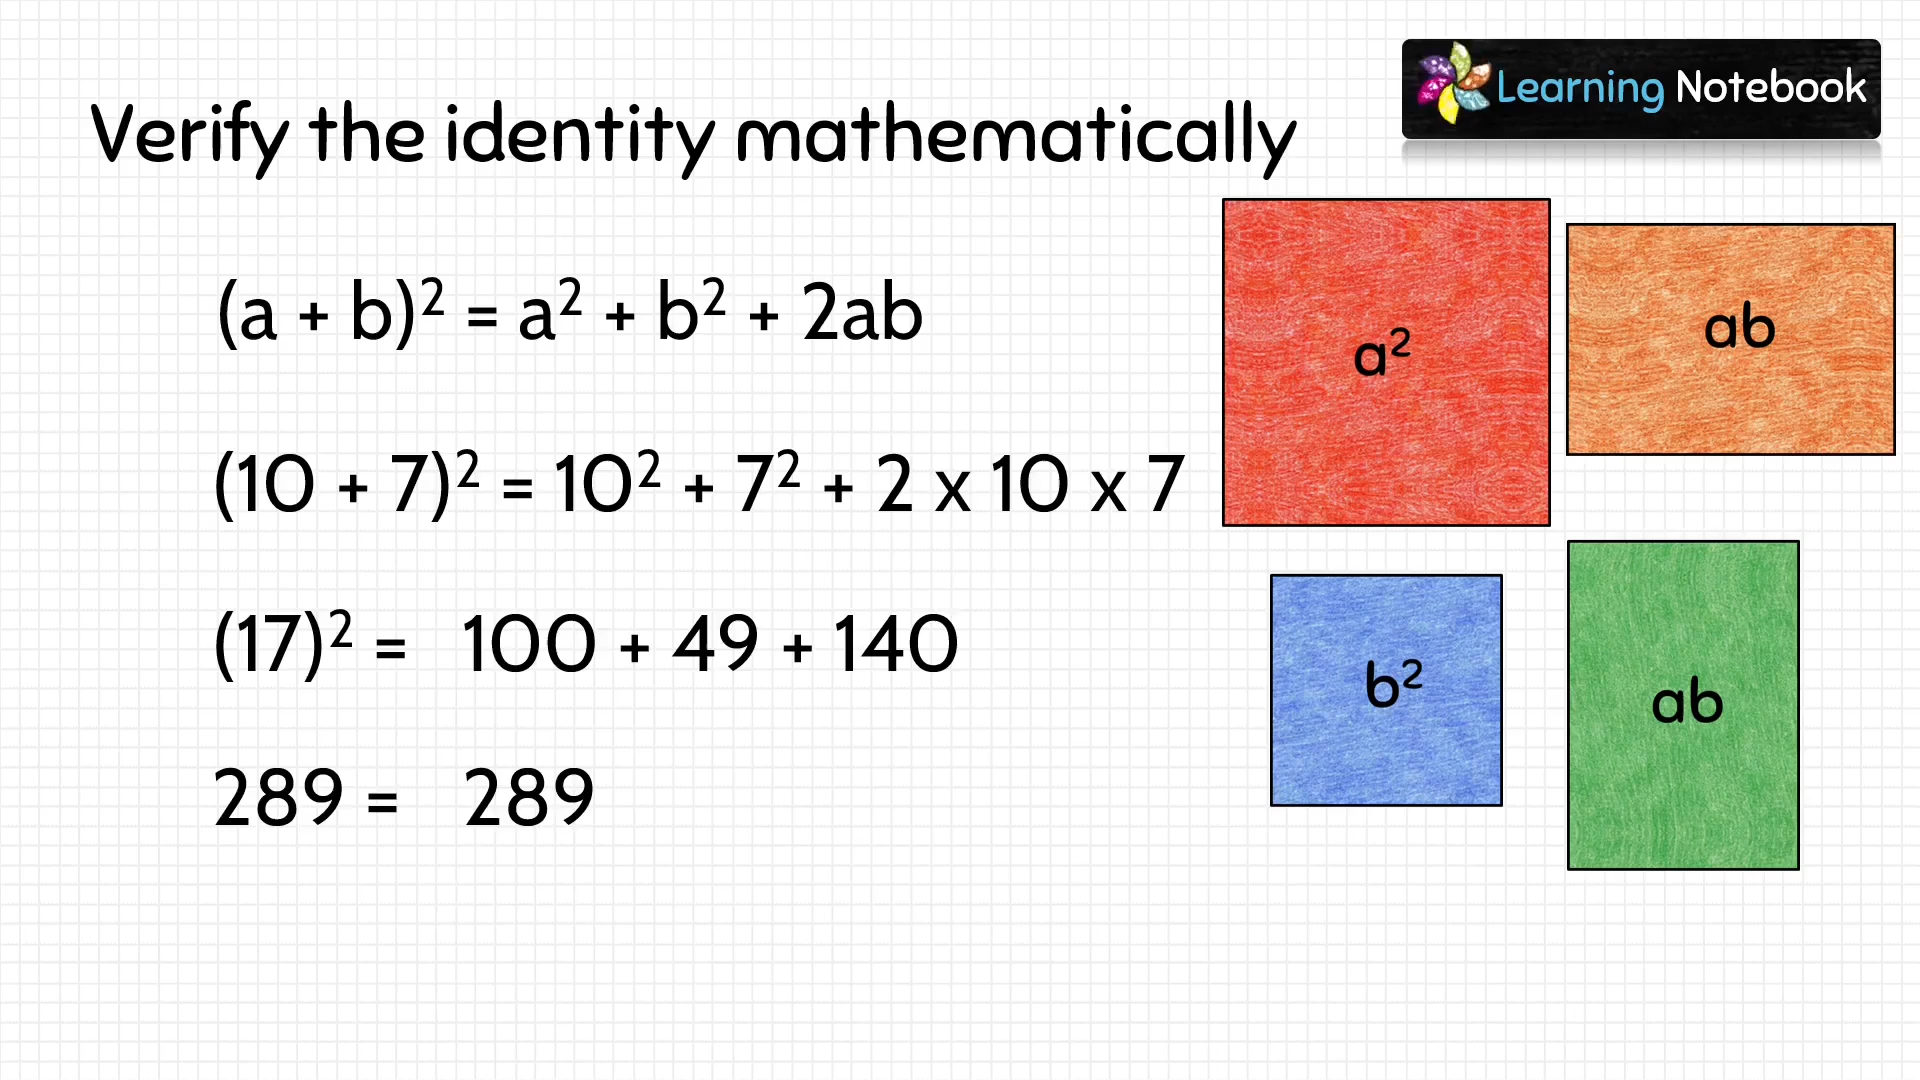 Learning Notebook
Verify the identity mathematically
(a + b)² = a² + b² + 2ab
(10 + 7)² = 10² + 7² + 2 x 10 x 7
(17)² = 100 + 49 + 140
289 = 289
a²
ab
b²
ab